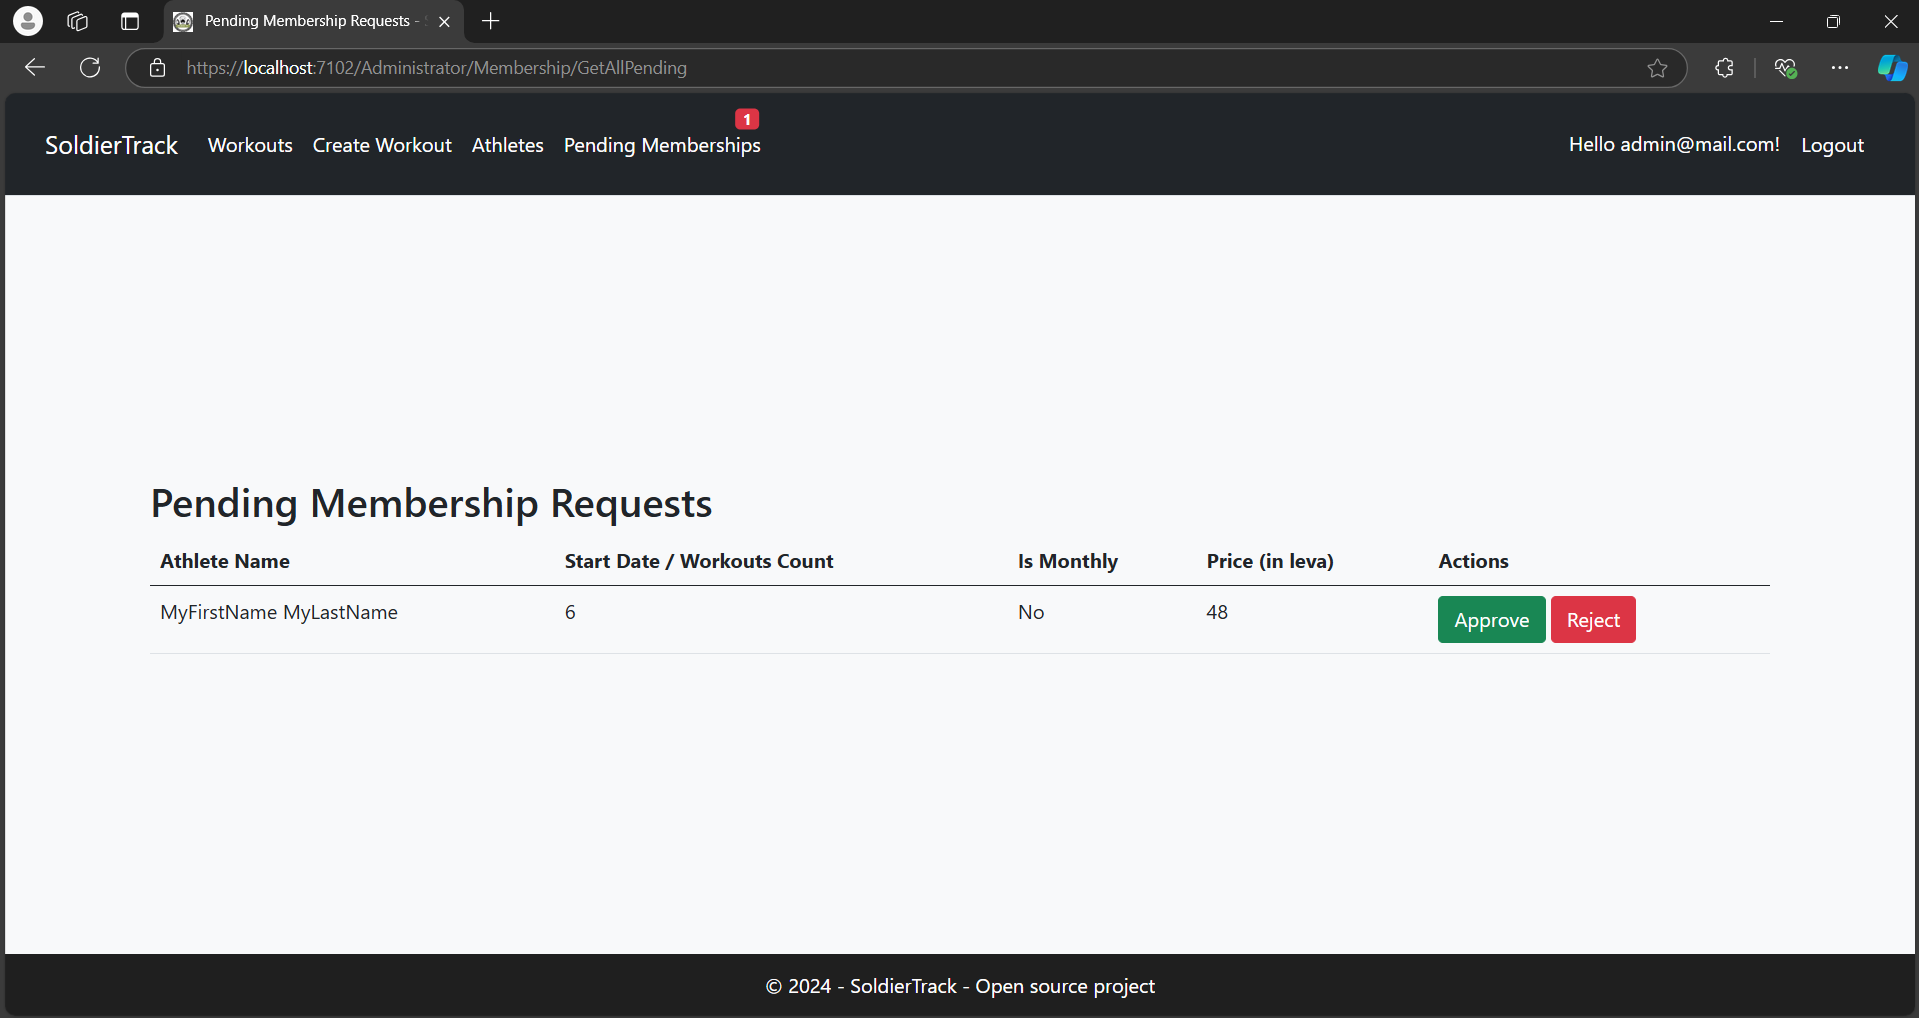 Pending Membership Requests -
https://localhost:7102/Administrator/Membership/GetAllPending
1
SoldierTrack Workouts Create Workout Athletes Pending Memberships Hello admin@mail.com! Logout
Pending Membership Requests
Athlete Name Start Date / Workouts Count Is Monthly Price (in leva) Actions
MyFirstName MyLastName 6 No 48 Approve Reject
© 2024 - SoldierTrack - Open source project